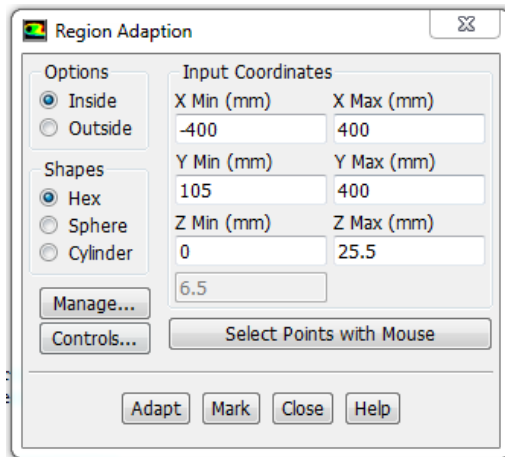 Region Adaption
Options
Inside
Outside
Shapes
Hex
Sphere
Cylinder
Manage...
Controls...
Input Coordinates
X Min (mm) X Max (mm)
-400 400
Y Min (mm) Y Max (mm)
105 400
Z Min (mm) Z Max (mm)
0 25.5
6.5
Select Points with Mouse
Adapt Mark Close Help